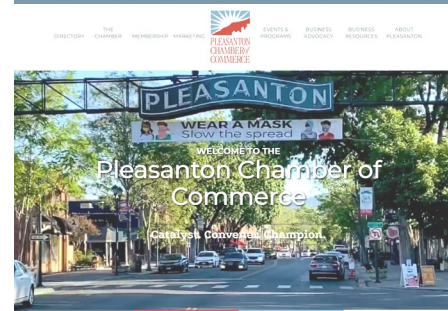 DIRECTORY
THE
CHAMBER
MEMBERSHIP
MARKETING
PLEASANTON
CHAMBER of
COMMERCE
EVENTS &
PROGRAMS
BUSINESS
ADVOCACY
BUSINESS
RESOURCES
ABOUT
PLEASANTON
PLEASANTON
WEAR A MASK
Slow the spread
WELCOME TO THE
Pleasanton Chamber of
Commerce
Catalyst. Convener. Champion.